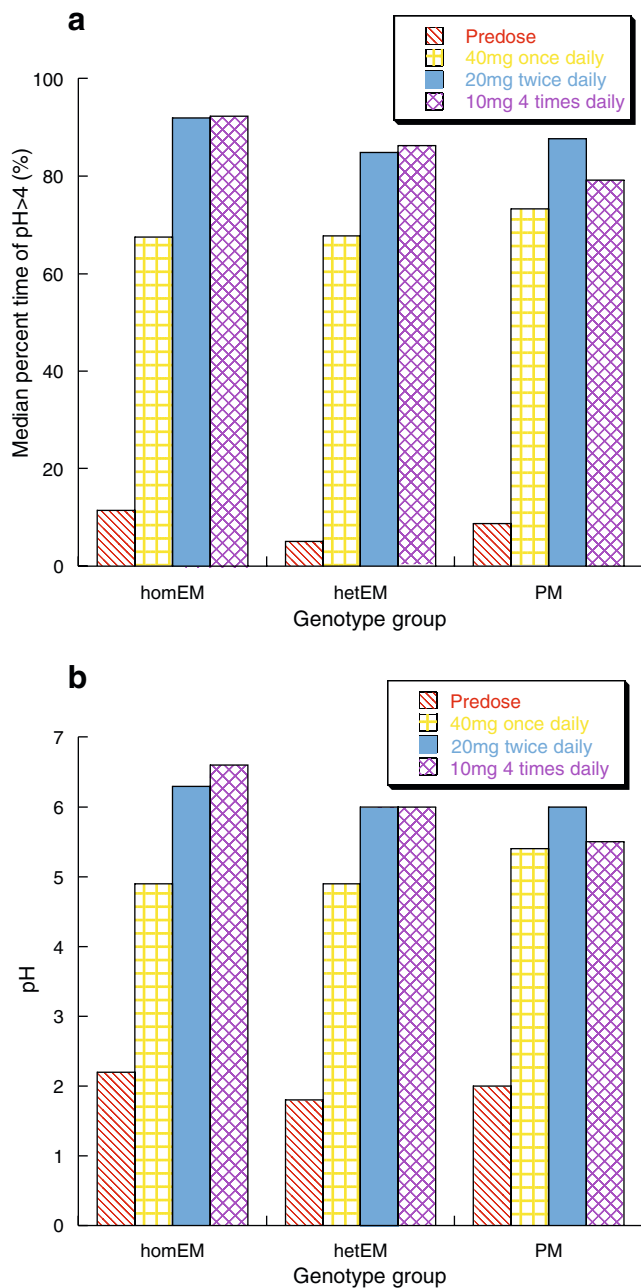 a
Predose
40mg once daily
20mg twice daily
10mg 4 times daily
100
80
60
40
20
0
Median percent time of pH>4 (%)
homEM hetEM PM
Genotype group
b
Predose
40mg once daily
20mg twice daily
10mg 4 times daily
7
6
5
4
3
2
1
0
pH
homEM hetEM PM
Genotype group